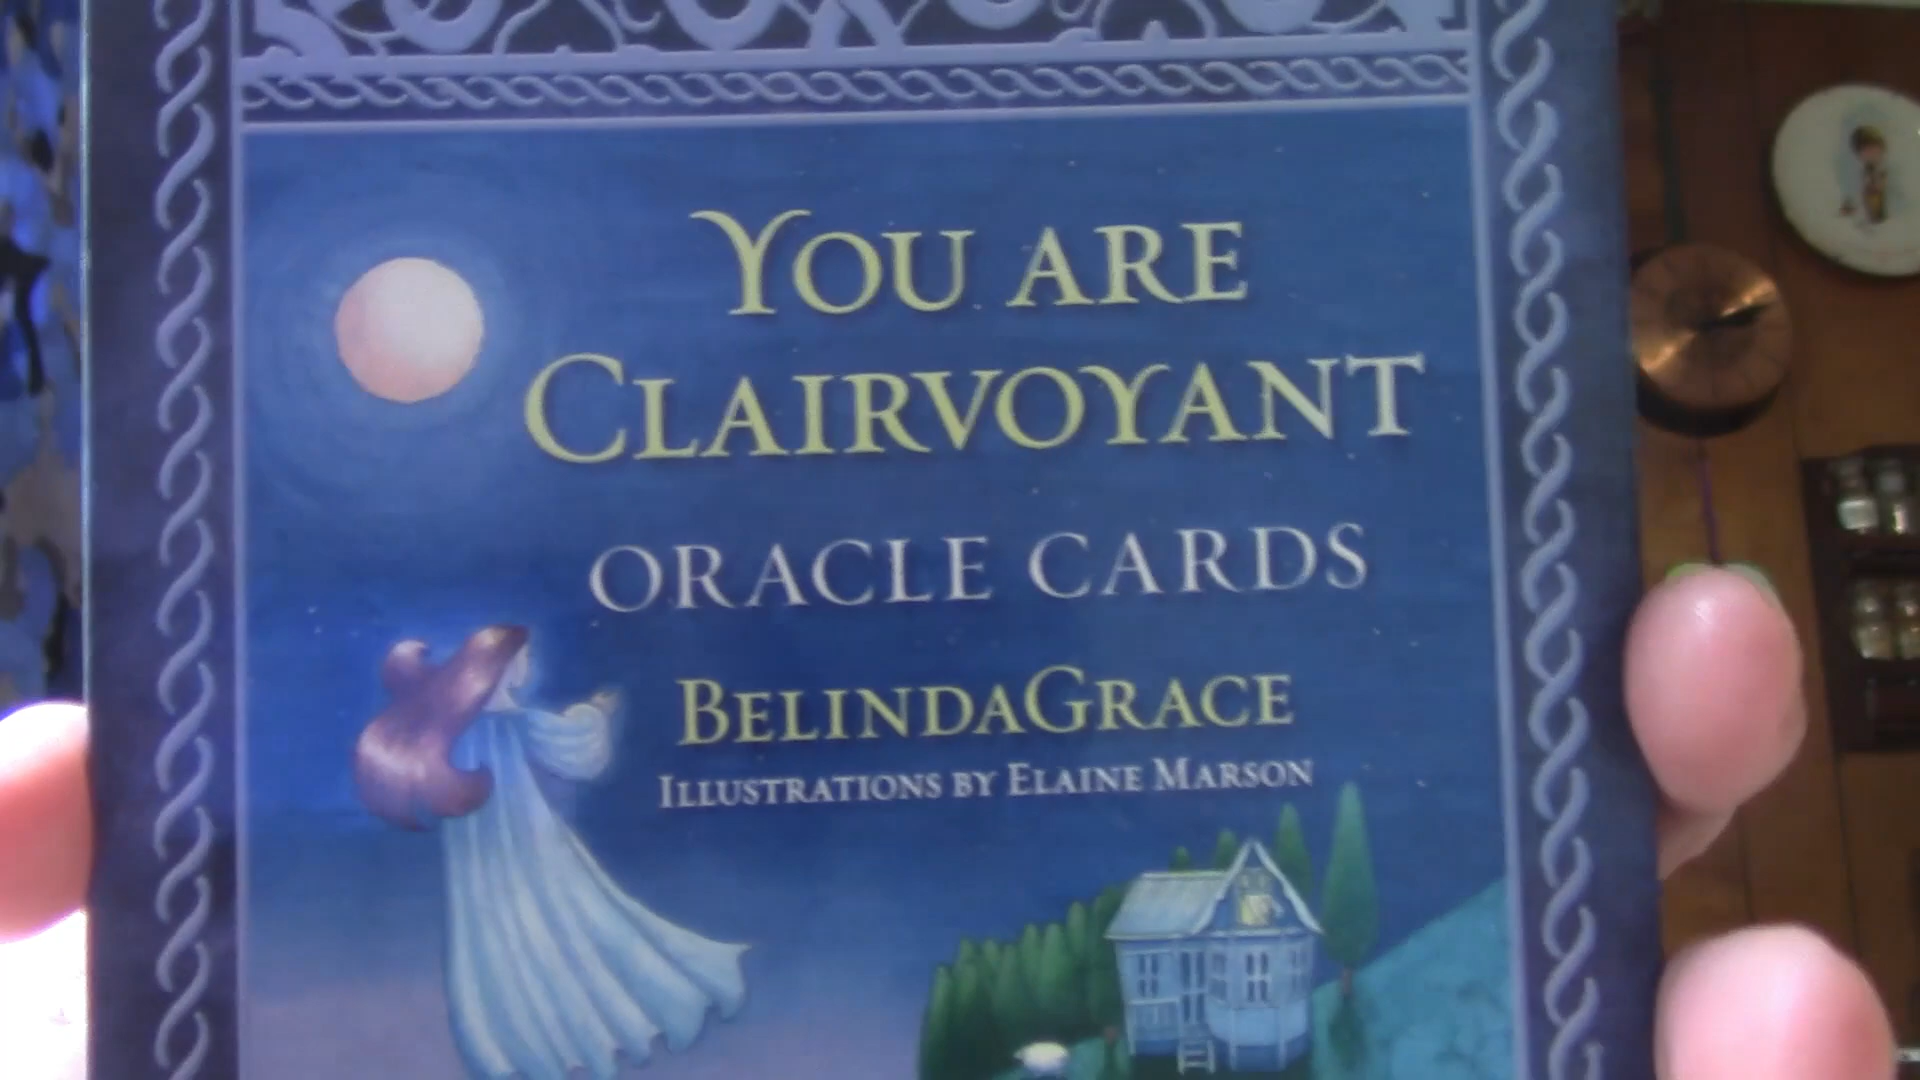 YOU ARE
CLAIRVOYANT
ORACLE CARDS
BELINDAGRACE
ILLUSTRATIONS BY ELAINE MARSON